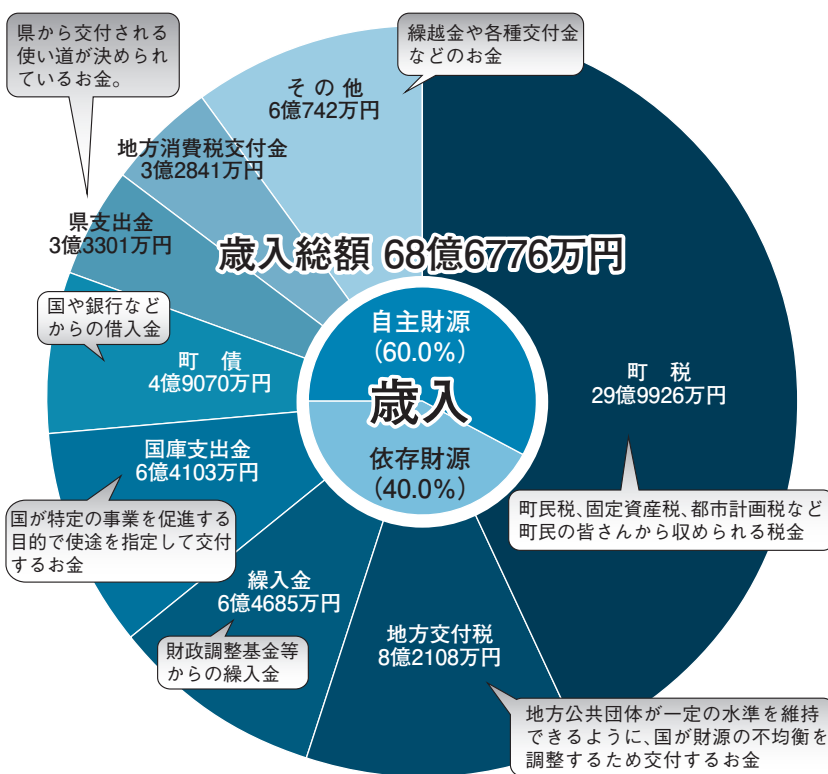 県から交付される
使い道が決められ
ているお金。
繰越金や各種交付金
などのお金
その他
6億742万円
地方消費税交付金
3億2841万円
県支出金
3億3301万円
歳入総額 68億6776万円
国や銀行など
からの借入金
町 債
4億9070万円
自主財源
(60.0%)
歳入
依存財源
(40.0%)
町 税
29億9926万円
国庫支出金
6億4103万円
町民税、固定資産税、都市計画税など
町民の皆さんから収められる税金
国が特定の事業を促進する
目的で使途を指定して交付
するお金
繰入金
6億4685万円
財政調整基金等
からの繰入金
地方交付税
8億2108万円
地方公共団体が一定の水準を維持
できるように、国が財源の不均衡を
調整するため交付するお金